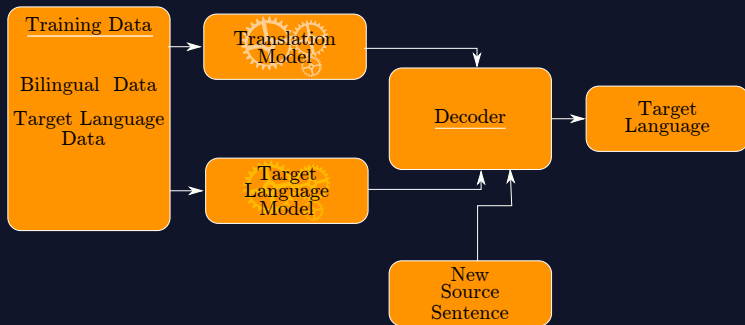 Training Data
Bilingual Data
Target Language
Data
Translation
Model
Target
Language
Model
Decoder
Target
Language
New
Source
Sentence